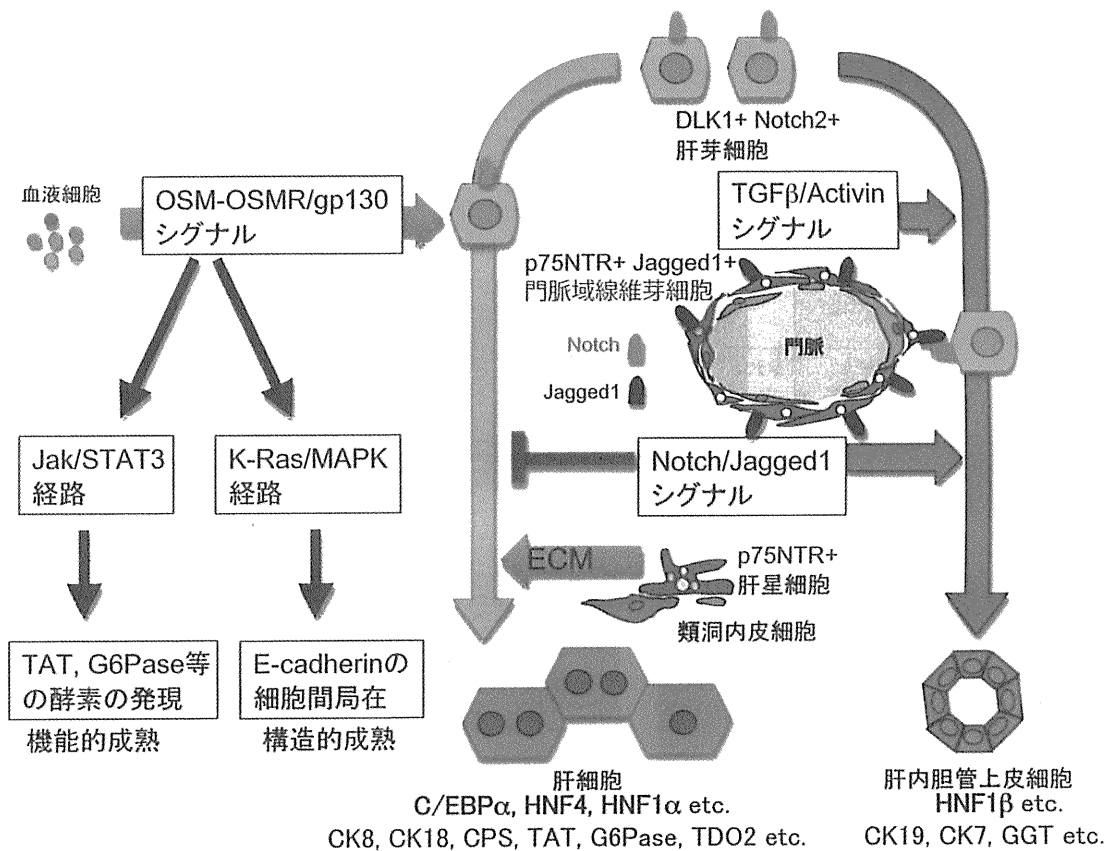 DLK1+ Notch2+
肝芽細胞
血液細胞
OSM-OSMR/gp130
シグナル
TGFβ/Activin
シグナル
p75NTR+ Jagged1+
門脈域線維芽細胞
門脈
Notch
Jagged1
Jak/STAT3
経路
K-Ras/MAPK
経路
Notch/Jagged1
シグナル
ECM
p75NTR+
肝星細胞
類洞内皮細胞
TAT, G6Pase等
の酵素の発現
機能的成熟
E-cadherinの
細胞間局在
構造的成熟
肝細胞
C/EBPα, HNF4, HNF1α etc.
CK8, CK18, CPS, TAT, G6Pase, TDO2 etc.
肝内胆管上皮細胞
HNF1β etc.
CK19, CK7, GGT etc.